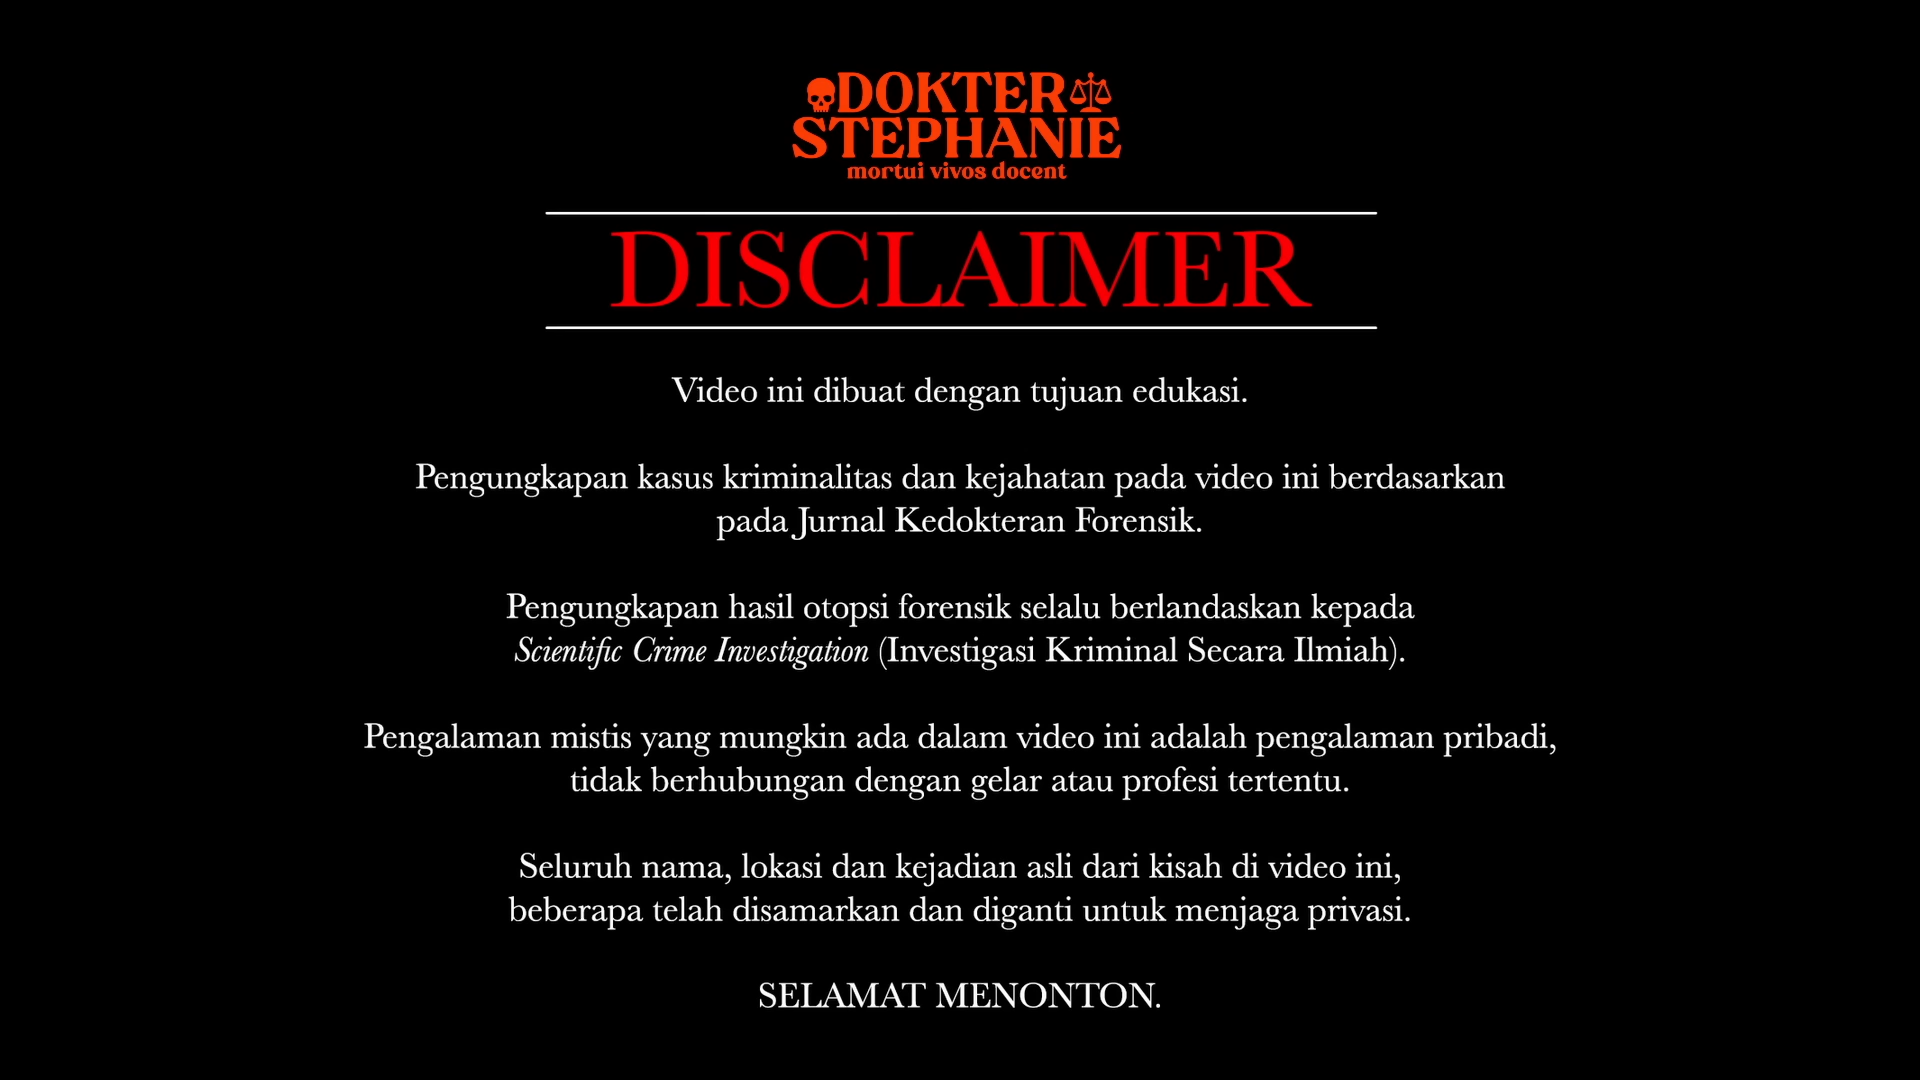 DOKTER
STEPHANIE
mortui vivos docent
DISCLAIMER
Video ini dibuat dengan tujuan edukasi.
Pengungkapan kasus kriminalitas dan kejahatan pada video ini berdasarkan
pada Jurnal Kedokteran Forensik.
Pengungkapan hasil otopsi forensik selalu berlandaskan kepada
Scientific Crime Investigation (Investigasi Kriminal Secara Ilmiah).
Pengalaman mistis yang mungkin ada dalam video ini adalah pengalaman pribadi,
tidak berhubungan dengan gelar atau profesi tertentu.
Seluruh nama, lokasi dan kejadian asli dari kisah di video ini,
beberapa telah disamarkan dan diganti untuk menjaga privasi.
SELAMAT MENONTON.